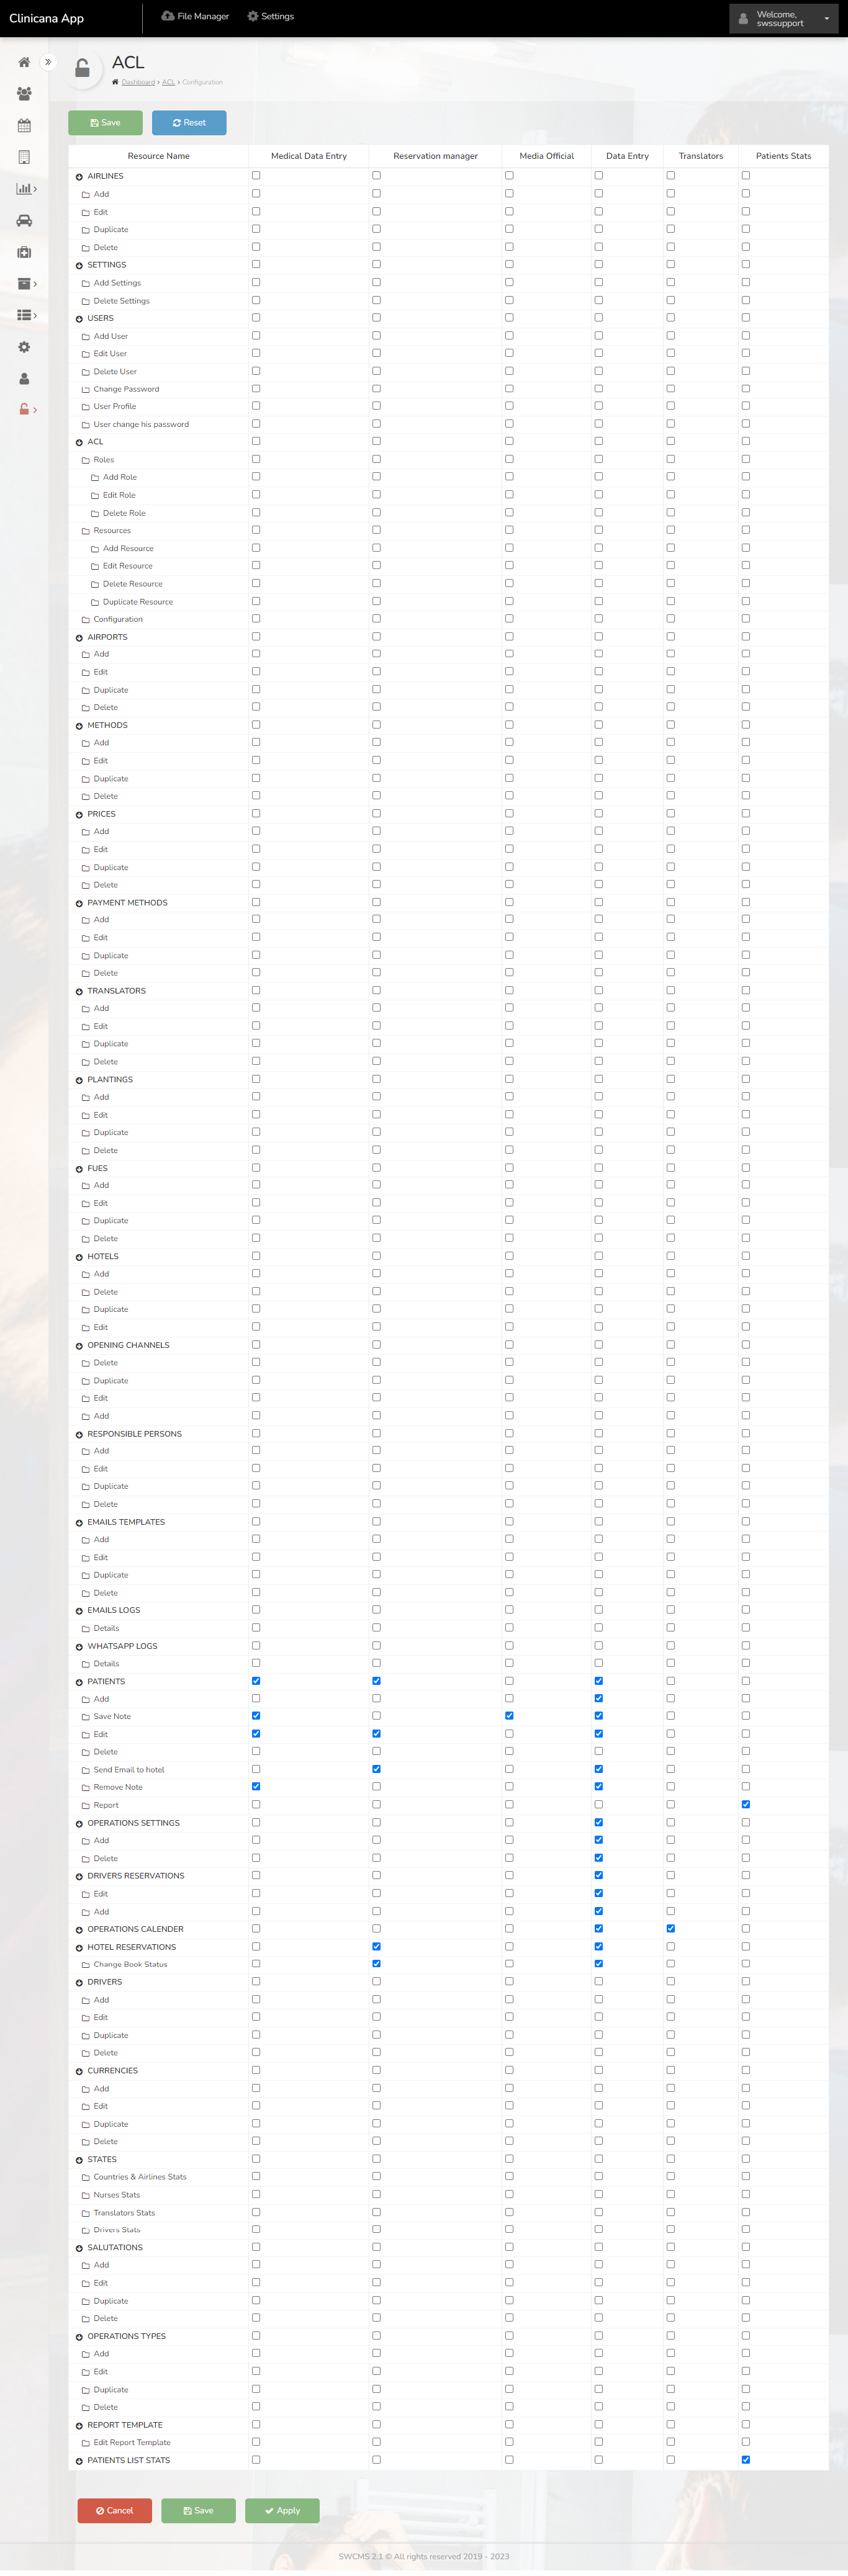 Clinicana App
File Manager
Settings
Welcome,
swssupport
ACL
Dashboard › ACL › Configuration
Save
Reset
Resource Name Medical Data Entry Reservation manager Media Official Data Entry Translators Patients Stats
AIRLINES
Add
Edit
Duplicate
Delete
SETTINGS
Add Settings
Delete Settings
USERS
Add User
Edit User
Delete User
Change Password
User Profile
User change his password
ACL
Roles
Add Role
Edit Role
Delete Role
Resources
Add Resource
Edit Resource
Delete Resource
Duplicate Resource
Configuration
AIRPORTS
Add
Edit
Duplicate
Delete
METHODS
Add
Edit
Duplicate
Delete
PRICES
Add
Edit
Duplicate
Delete
PAYMENT METHODS
Add
Edit
Duplicate
Delete
TRANSLATORS
Add
Edit
Duplicate
Delete
PLANTINGS
Add
Edit
Duplicate
Delete
FUES
Add
Edit
Duplicate
Delete
HOTELS
Add
Delete
Duplicate
Edit
OPENING CHANNELS
Delete
Duplicate
Edit
Add
RESPONSIBLE PERSONS
Add
Edit
Duplicate
Delete
EMAILS TEMPLATES
Add
Edit
Duplicate
Delete
EMAILS LOGS
Details
WHATSAPP LOGS
Details
PATIENTS
Add
Save Note
Edit
Delete
Send Email to hotel
Remove Note
Report
OPERATIONS SETTINGS
Add
Delete
DRIVERS RESERVATIONS
Edit
Add
OPERATIONS CALENDER
HOTEL RESERVATIONS
Change Book Status
DRIVERS
Add
Edit
Duplicate
Delete
CURRENCIES
Add
Edit
Duplicate
Delete
STATES
Countries & Airlines Stats
Nurses Stats
Translators Stats
Drivers Stats
SALUTATIONS
Add
Edit
Duplicate
Delete
OPERATIONS TYPES
Add
Edit
Duplicate
Delete
REPORT TEMPLATE
Edit Report Template
PATIENTS LIST STATS
Cancel
Save
Apply
SWCMS 2.1 © All rights reserved 2019 - 2023